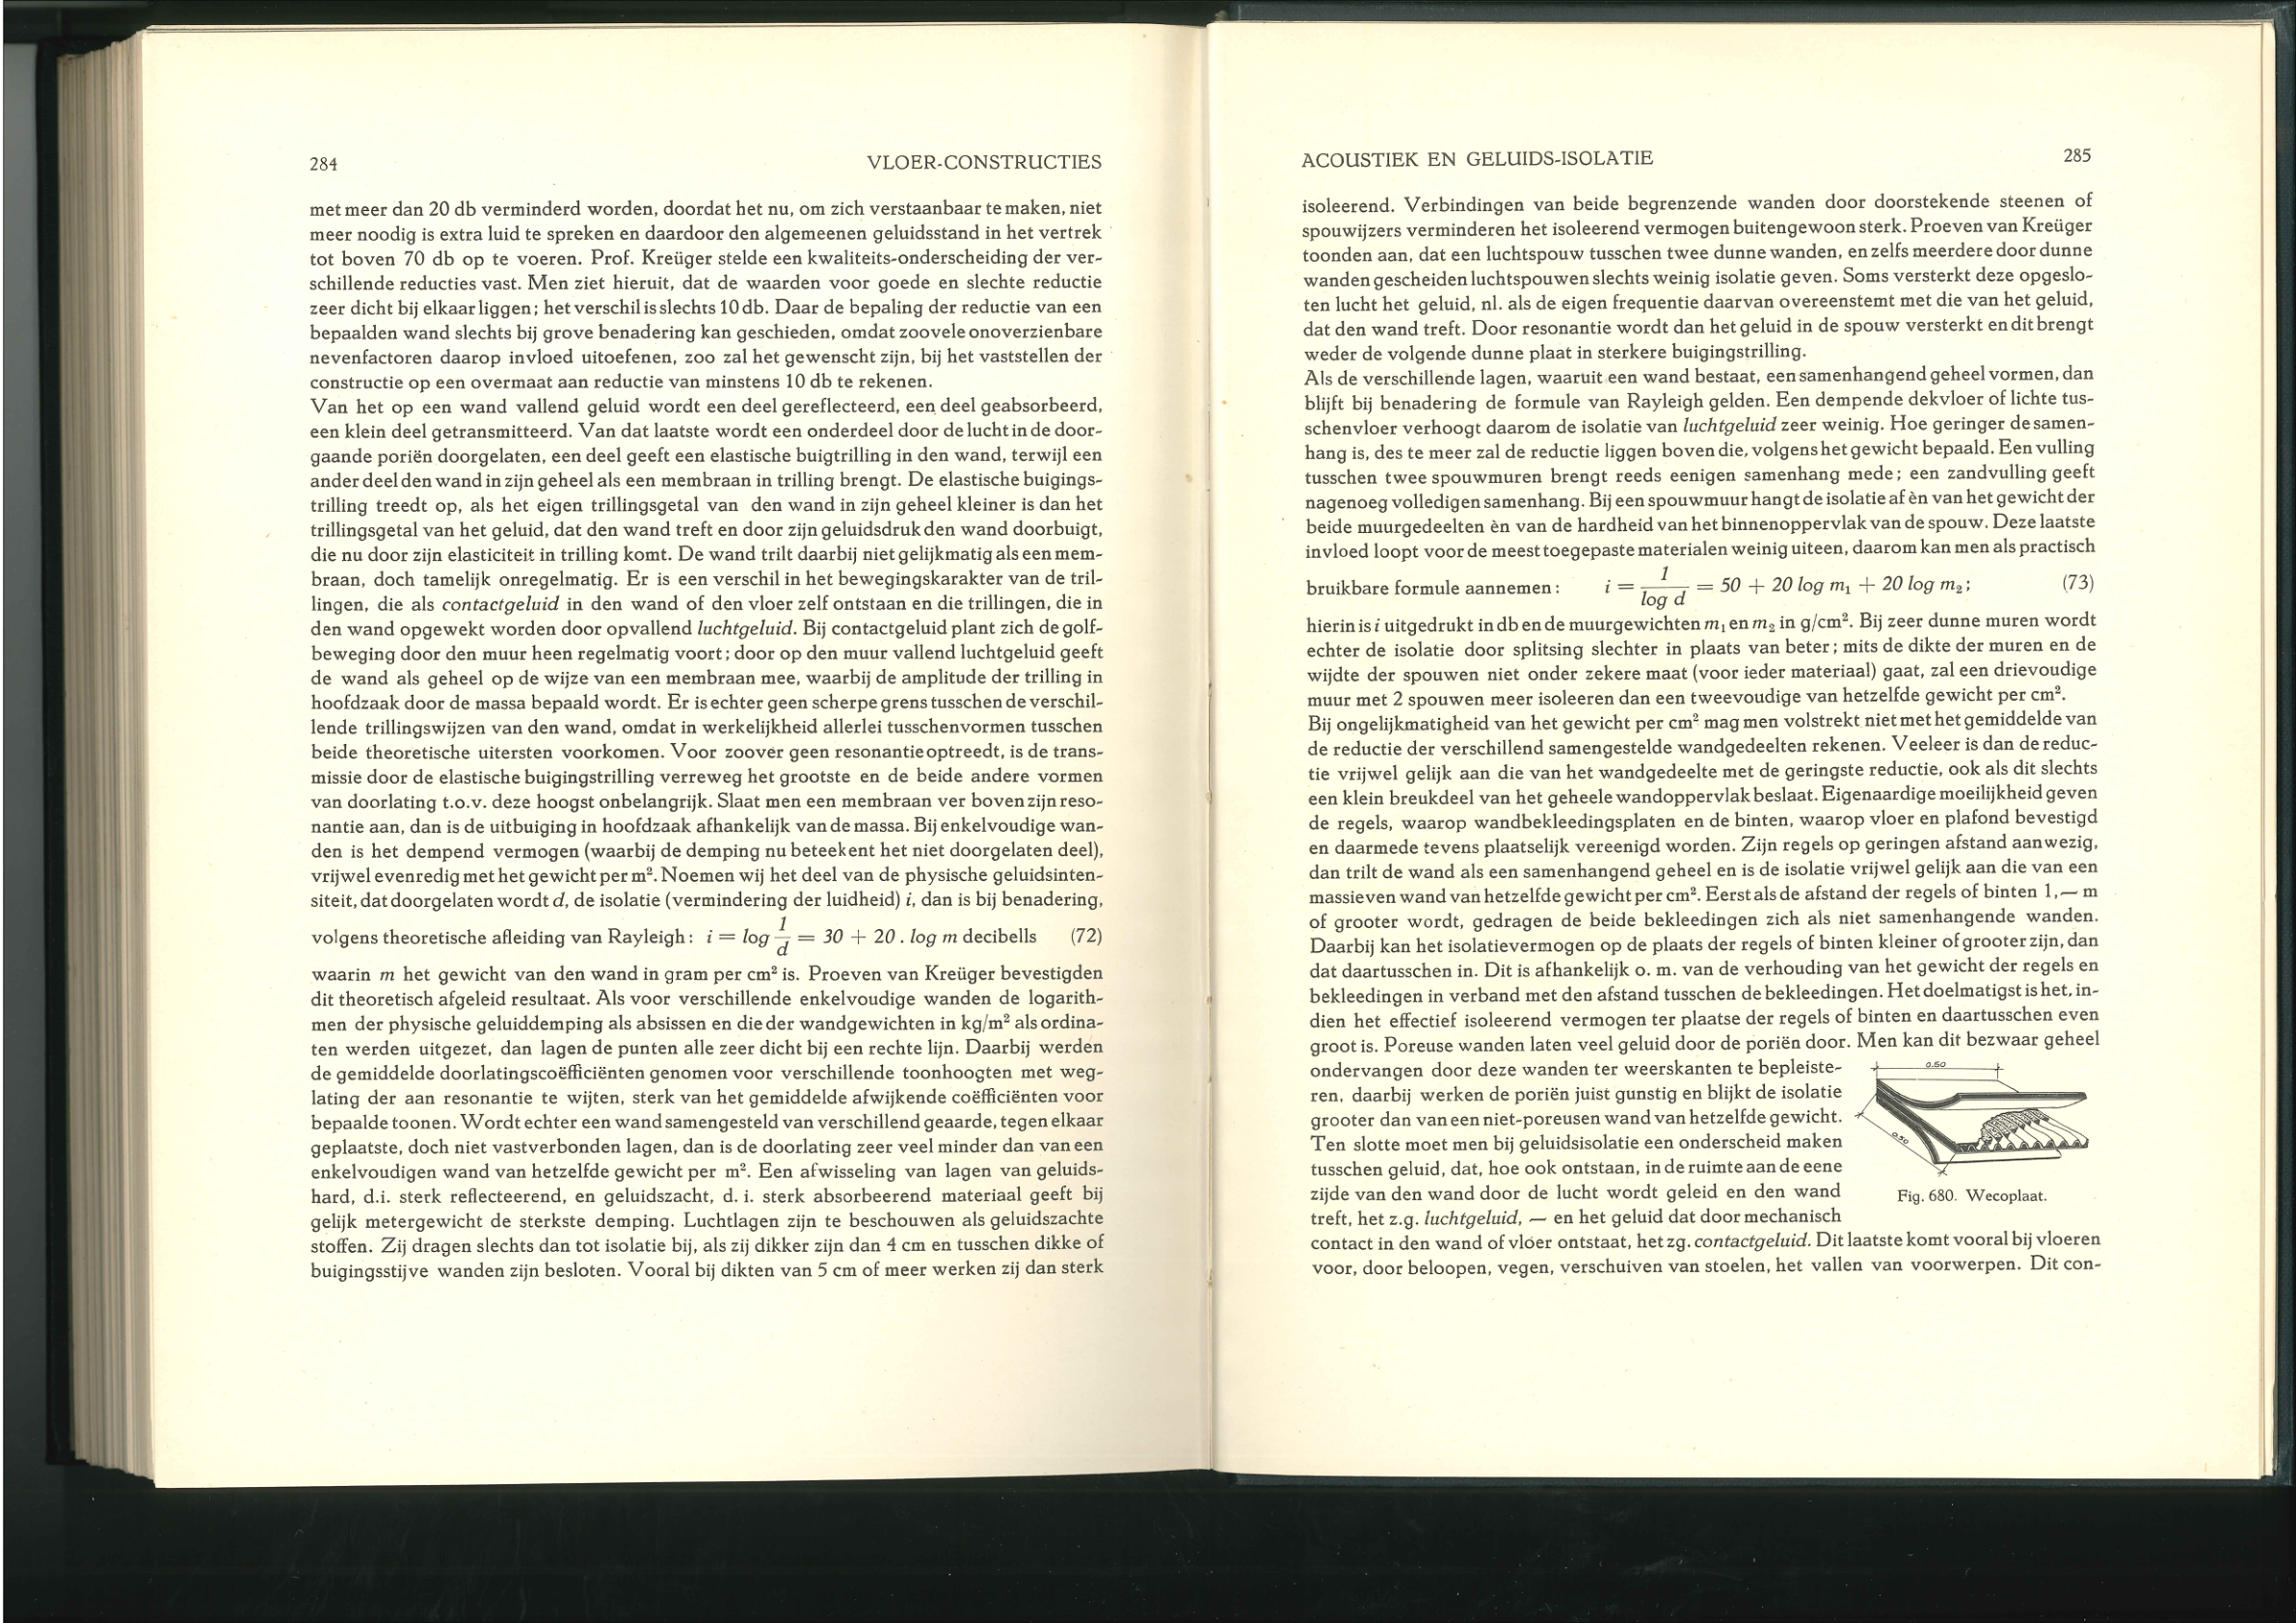 284 VLOER-CONSTRUCTIES
met meer dan 20 db verminderd worden, doordat het nu, om zich verstaanbaar te maken, niet
meer noodig is extra luid te spreken en daardoor den algemeenen geluidsstand in het vertrek
tot boven 70 db op te voeren. Prof. Kreüger stelde een kwaliteits-onderscheiding der ver-
schillende reducties vast. Men ziet hieruit, dat de waarden voor goede en slechte reductie
zeer dicht bij elkaar liggen; het verschil is slechts 10 db. Daar de bepaling der reductie van een
bepaalden wand slechts bij grove benadering kan geschieden, omdat zoovele onoverzienbare
nevenfactoren daarop invloed uitoefenen, zoo zal het gewenscht zijn, bij het vaststellen der
constructie op een overmaat aan reductie van minstens 10 db te rekenen.
Van het op een wand vallend geluid wordt een deel gereflecteerd, een deel geabsorbeerd,
een klein deel getransmitteerd. Van dat laatste wordt een onderdeel door de lucht in de door-
gaande poriën doorgelaten, een deel geeft een elastische buigtrilling in den wand, terwijl een
ander deel den wand in zijn geheel als een membraan in trilling brengt. De elastische buigings-
trilling treedt op, als het eigen trillingsgetal van den wand in zijn geheel kleiner is dan het
trillingsgetal van het geluid, dat den wand treft en door zijn geluidsdruk den wand doorbuigt,
die nu door zijn elasticiteit in trilling komt. De wand trilt daarbij niet gelijkmatig als een mem-
braan, doch tamelijk onregelmatig. Er is een verschil in het bewegingskarakter van de tril-
lingen, die als contactgeluid in den wand of den vloer zelf ontstaan en die trillingen, die in
den wand opgewekt worden door opvallend luchtgeluid. Bij contactgeluid plant zich de golf-
beweging door den muur heen regelmatig voort; door op den muur vallend luchtgeluid geeft
de wand als geheel op de wijze van een membraan mee, waarbij de amplitude der trilling in
hoofdzaak door de massa bepaald wordt. Er is echter geen scherpe grens tusschen de verschil-
lende trillingswijzen van den wand, omdat in werkelijkheid allerlei tusschenvormen tusschen
beide theoretische uitersten voorkomen. Voor zoover geen resonantie optreedt, is de trans-
missie door de elastische buigingstrilling verreweg het grootste en de beide andere vormen
van doorlating t.o.v. deze hoogst onbelangrijk. Slaat men een membraan ver boven zijn reso-
nantie aan, dan is de uitbuiging in hoofdzaak afhankelijk van de massa. Bij enkelvoudige wan-
den is het dempend vermogen (waarbij de demping nu beteekent het niet doorgelaten deel),
vrijwel evenredig met het gewicht per m². Noemen wij het deel van de physische geluidsinten-
siteit, dat doorgelaten wordt d, de isolatie (vermindering der luidheid) i, dan is bij benadering,
volgens theoretische afleiding van Rayleigh: i = log 1/d = 30 + 20 . log m decibells (72)
waarin m het gewicht van den wand in gram per cm² is. Proeven van Kreüger bevestigden
dit theoretisch afgeleid resultaat. Als voor verschillende enkelvoudige wanden de logarith-
men der physische geluiddemping als absissen en die der wandgewichten in kg/m² als ordina-
ten werden uitgezet, dan lagen de punten alle zeer dicht bij een rechte lijn. Daarbij werden
de gemiddelde doorlatingscoëfficiënten genomen voor verschillende toonhoogten met weg-
lating der aan resonantie te wijten, sterk van het gemiddelde afwijkende coëfficiënten voor
bepaalde toonen. Wordt echter een wand samengesteld van verschillend geaarde, tegen elkaar
geplaatste, doch niet vastverbonden lagen, dan is de doorlating zeer veel minder dan van een
enkelvoudigen wand van hetzelfde gewicht per m². Een afwisseling van lagen van geluids-
hard, d.i. sterk reflecteerend, en geluidszacht, d. i. sterk absorbeerend materiaal geeft bij
gelijk metergewicht de sterkste demping. Luchtlagen zijn te beschouwen als geluidszachte
stoffen. Zij dragen slechts dan tot isolatie bij, als zij dikker zijn dan 4 cm en tusschen dikke of
buigingsstijve wanden zijn besloten. Vooral bij dikten van 5 cm of meer werken zij dan sterk
ACOUSTIEK EN GELUIDS-ISOLATIE 285
isoleerend. Verbindingen van beide begrenzende wanden door doorstekende steenen of
spouwijzers verminderen het isoleerend vermogen buitengewoon sterk. Proeven van Kreüger
toonden aan, dat een luchtspouw tusschen twee dunne wanden, en zelfs meerdere door dunne
wanden gescheiden luchtspouwen slechts weinig isolatie geven. Soms versterkt deze opgeslo-
ten lucht het geluid, nl. als de eigen frequentie daarvan overeenstemt met die van het geluid,
dat den wand treft. Door resonantie wordt dan het geluid in de spouw versterkt en dit brengt
weder de volgende dunne plaat in sterkere buigingstrilling.
Als de verschillende lagen, waaruit een wand bestaat, een samenhangend geheel vormen, dan
blijft bij benadering de formule van Rayleigh gelden. Een dempende dekvloer of lichte tus-
schenvloer verhoogt daarom de isolatie van luchtgeluid zeer weinig. Hoe geringer de samen-
hang is, des te meer zal de reductie liggen boven die, volgens het gewicht bepaald. Een vulling
tusschen twee spouwmuren brengt reeds eenigen samenhang mede; een zandvulling geeft
nagenoeg volledigen samenhang. Bij een spouwmuur hangt de isolatie af èn van het gewicht der
beide muurgedeelten èn van de hardheid van het binnenoppervlak van de spouw. Deze laatste
invloed loopt voor de meest toegepaste materialen weinig uiteen, daarom kan men als practisch
bruikbare formule aannemen: i = 1/log d = 50 + 20 log m₁ + 20 log m₂; (73)
hierin is i uitgedrukt in db en de muurgewichten m₁ en m₂ in g/cm². Bij zeer dunne muren wordt
echter de isolatie door splitsing slechter in plaats van beter; mits de dikte der muren en de
wijdte der spouwen niet onder zekere maat (voor ieder materiaal) gaat, zal een drievoudige
muur met 2 spouwen meer isoleeren dan een tweevoudige van hetzelfde gewicht per cm².
Bij ongelijkmatigheid van het gewicht per cm² mag men volstrekt niet met het gemiddelde van
de reductie der verschillend samengestelde wandgedeelten rekenen. Veeleer is dan de reduc-
tie vrijwel gelijk aan die van het wandgedeelte met de geringste reductie, ook als dit slechts
een klein breukdeel van het geheele wandoppervlak beslaat. Eigenaardige moeilijkheid geven
de regels, waarop wandbekleedingsplaten en de binten, waarop vloer en plafond bevestigd
en daarmede tevens plaatselijk vereenigd worden. Zijn regels op geringen afstand aanwezig,
dan trilt de wand als een samenhangend geheel en is de isolatie vrijwel gelijk aan die van een
massieven wand van hetzelfde gewicht per cm². Eerst als de afstand der regels of binten 1,— m
of grooter wordt, gedragen de beide bekleedingen zich als niet samenhangende wanden.
Daarbij kan het isolatievermogen op de plaats der regels of binten kleiner of grooter zijn, dan
dat daartusschen in. Dit is afhankelijk o. m. van de verhouding van het gewicht der regels en
bekleedingen in verband met den afstand tusschen de bekleedingen. Het doelmatigst is het, in-
dien het effectief isoleerend vermogen ter plaatse der regels of binten en daartusschen even
groot is. Poreuse wanden laten veel geluid door de poriën door. Men kan dit bezwaar geheel
ondervangen door deze wanden ter weerskanten te bepleiste-
ren, daarbij werken de poriën juist gunstig en blijkt de isolatie
grooter dan van een niet-poreusen wand van hetzelfde gewicht.
Ten slotte moet men bij geluidsisolatie een onderscheid maken
tusschen geluid, dat, hoe ook ontstaan, in de ruimte aan de eene
zijde van den wand door de lucht wordt geleid en den wand
treft, het z.g. luchtgeluid, — en het geluid dat door mechanisch
contact in den wand of vloer ontstaat, het zg. contactgeluid. Dit laatste komt vooral bij vloeren
voor, door beloopen, vegen, verschuiven van stoelen, het vallen van voorwerpen. Dit con-
0.50
0.50
Fig. 680. Wecoplaat.